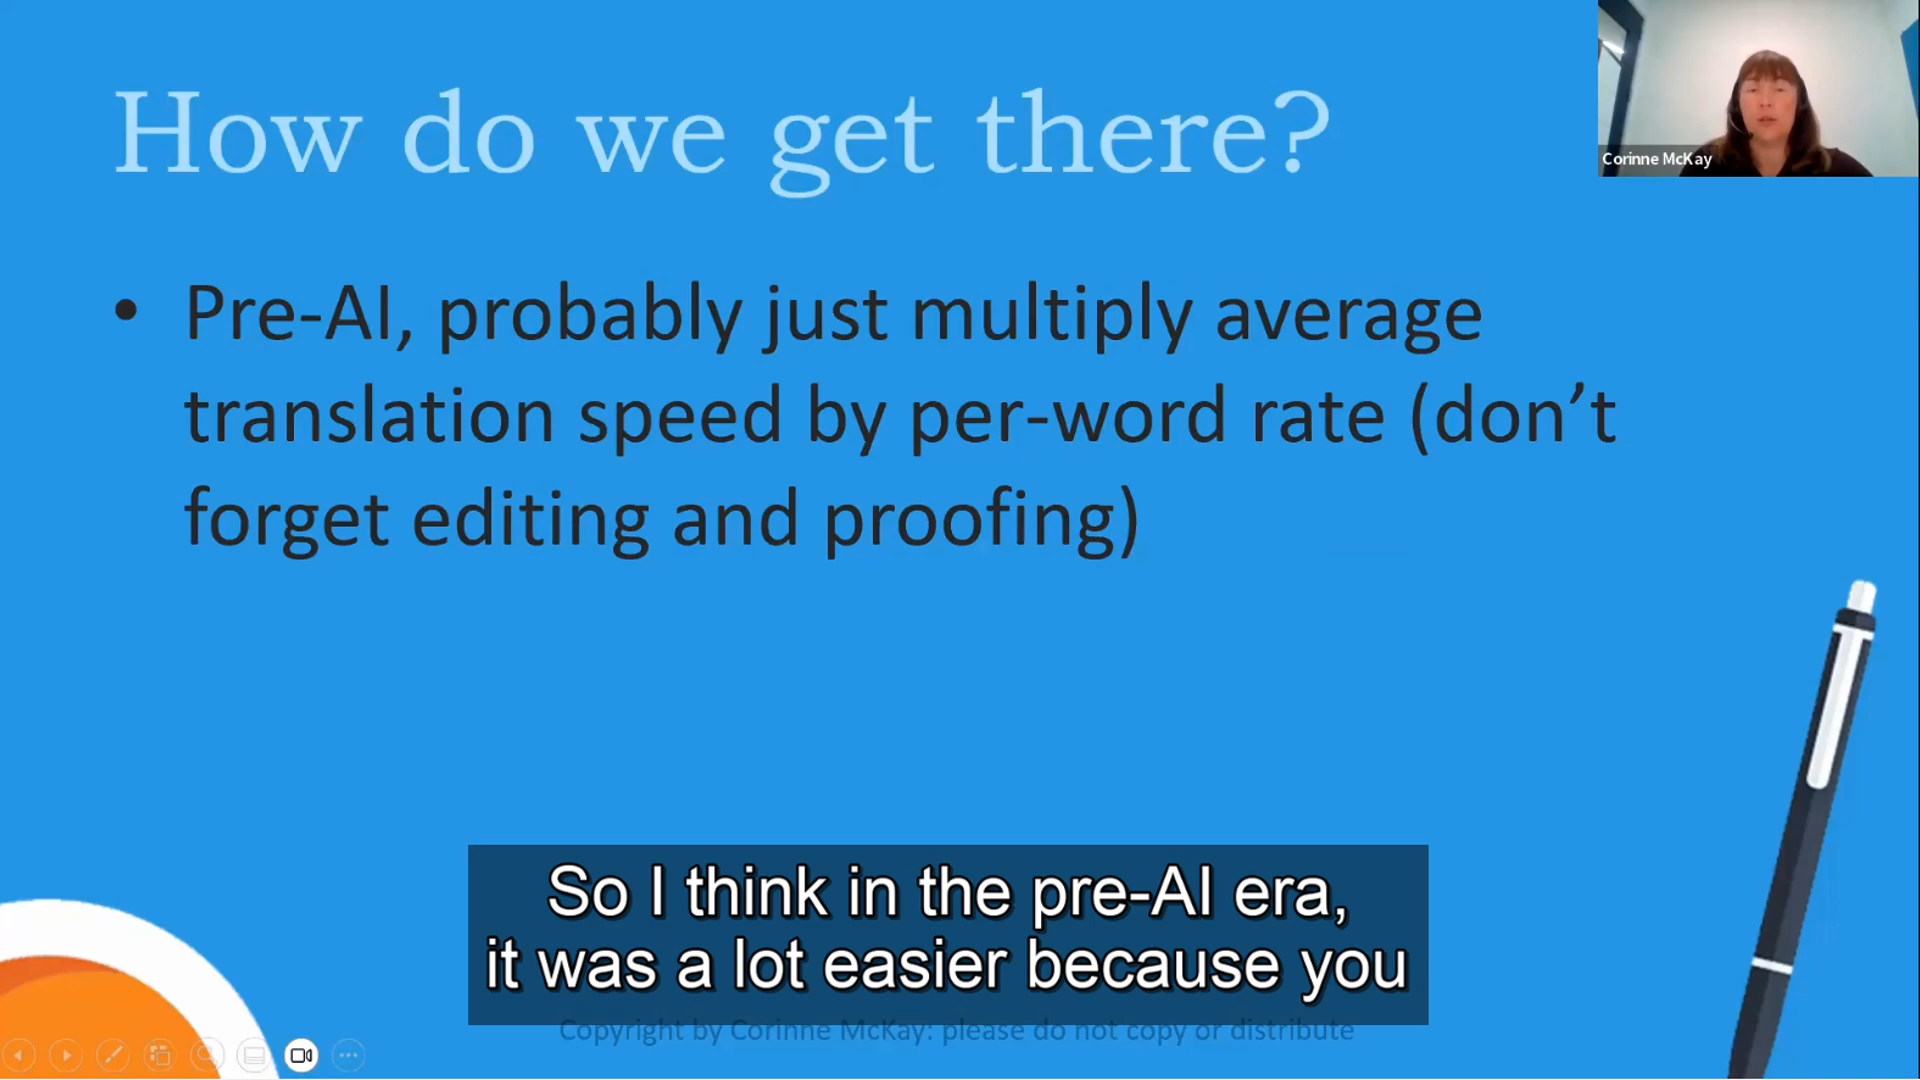 How do we get there?
Corinne McKay
• Pre-AI, probably just multiply average
translation speed by per-word rate (don’t
forget editing and proofing)
So I think in the pre-AI era,
it was a lot easier because you
Copyright by Corinne McKay: please do not copy or distribute